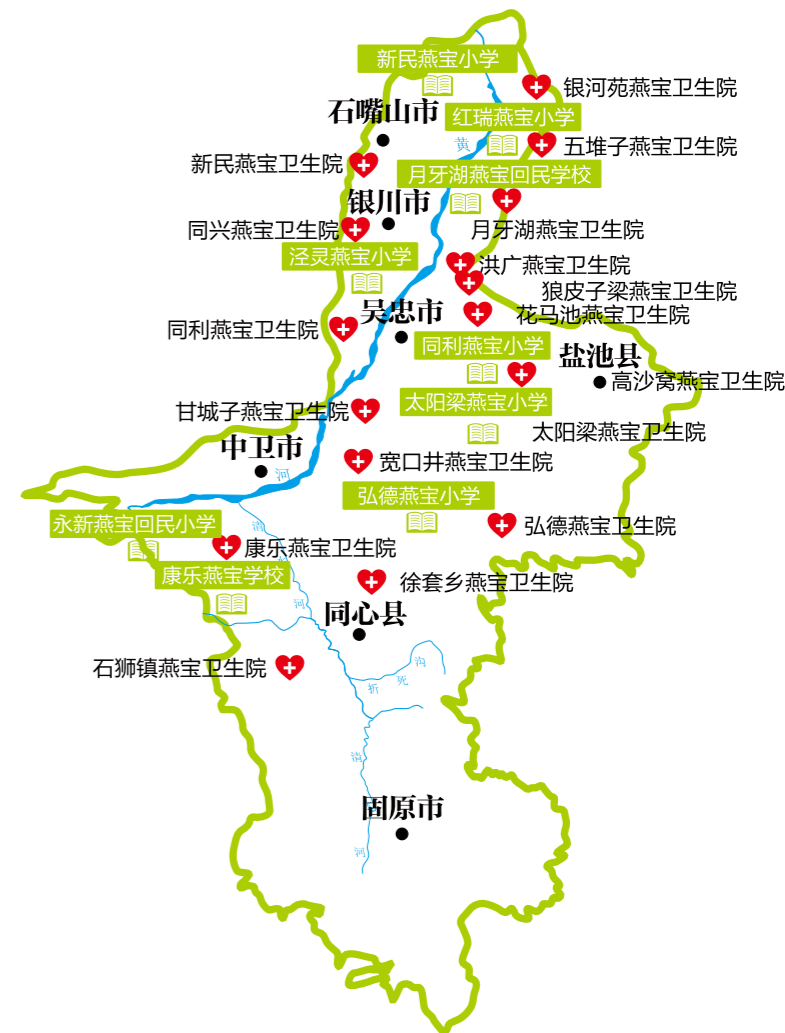 新民燕宝小学
银河苑燕宝卫生院
石嘴山市
红瑞燕宝小学
黄
五堆子燕宝卫生院
新民燕宝卫生院
月牙湖燕宝回民学校
银川市
同兴燕宝卫生院
月牙湖燕宝卫生院
泾灵燕宝小学
洪广燕宝卫生院
狼皮子梁燕宝卫生院
吴忠市
花马池燕宝卫生院
同利燕宝卫生院
同利燕宝小学
盐池县
高沙窝燕宝卫生院
太阳梁燕宝小学
甘城子燕宝卫生院
太阳梁燕宝卫生院
中卫市
宽口井燕宝卫生院
河
弘德燕宝小学
永新燕宝回民小学
清
弘德燕宝卫生院
康乐燕宝卫生院
康乐燕宝学校
徐套乡燕宝卫生院
河
同心县
石狮镇燕宝卫生院
折
死
沟
清
固原市
河